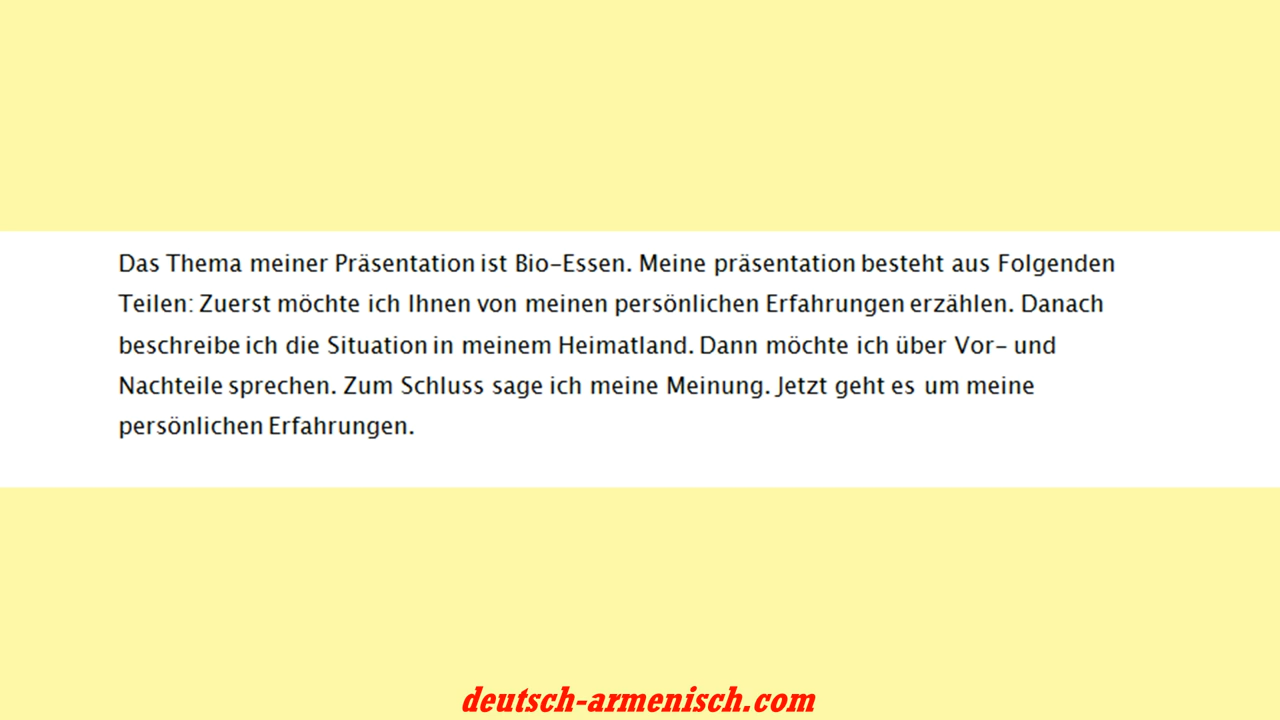 Das Thema meiner Präsentation ist Bio-Essen. Meine präsentation besteht aus Folgenden
Teilen: Zuerst möchte ich Ihnen von meinen persönlichen Erfahrungen erzählen. Danach
beschreibe ich die Situation in meinem Heimatland. Dann möchte ich über Vor- und
Nachteile sprechen. Zum Schluss sage ich meine Meinung. Jetzt geht es um meine
persönlichen Erfahrungen.
deutsch-armenisch.com